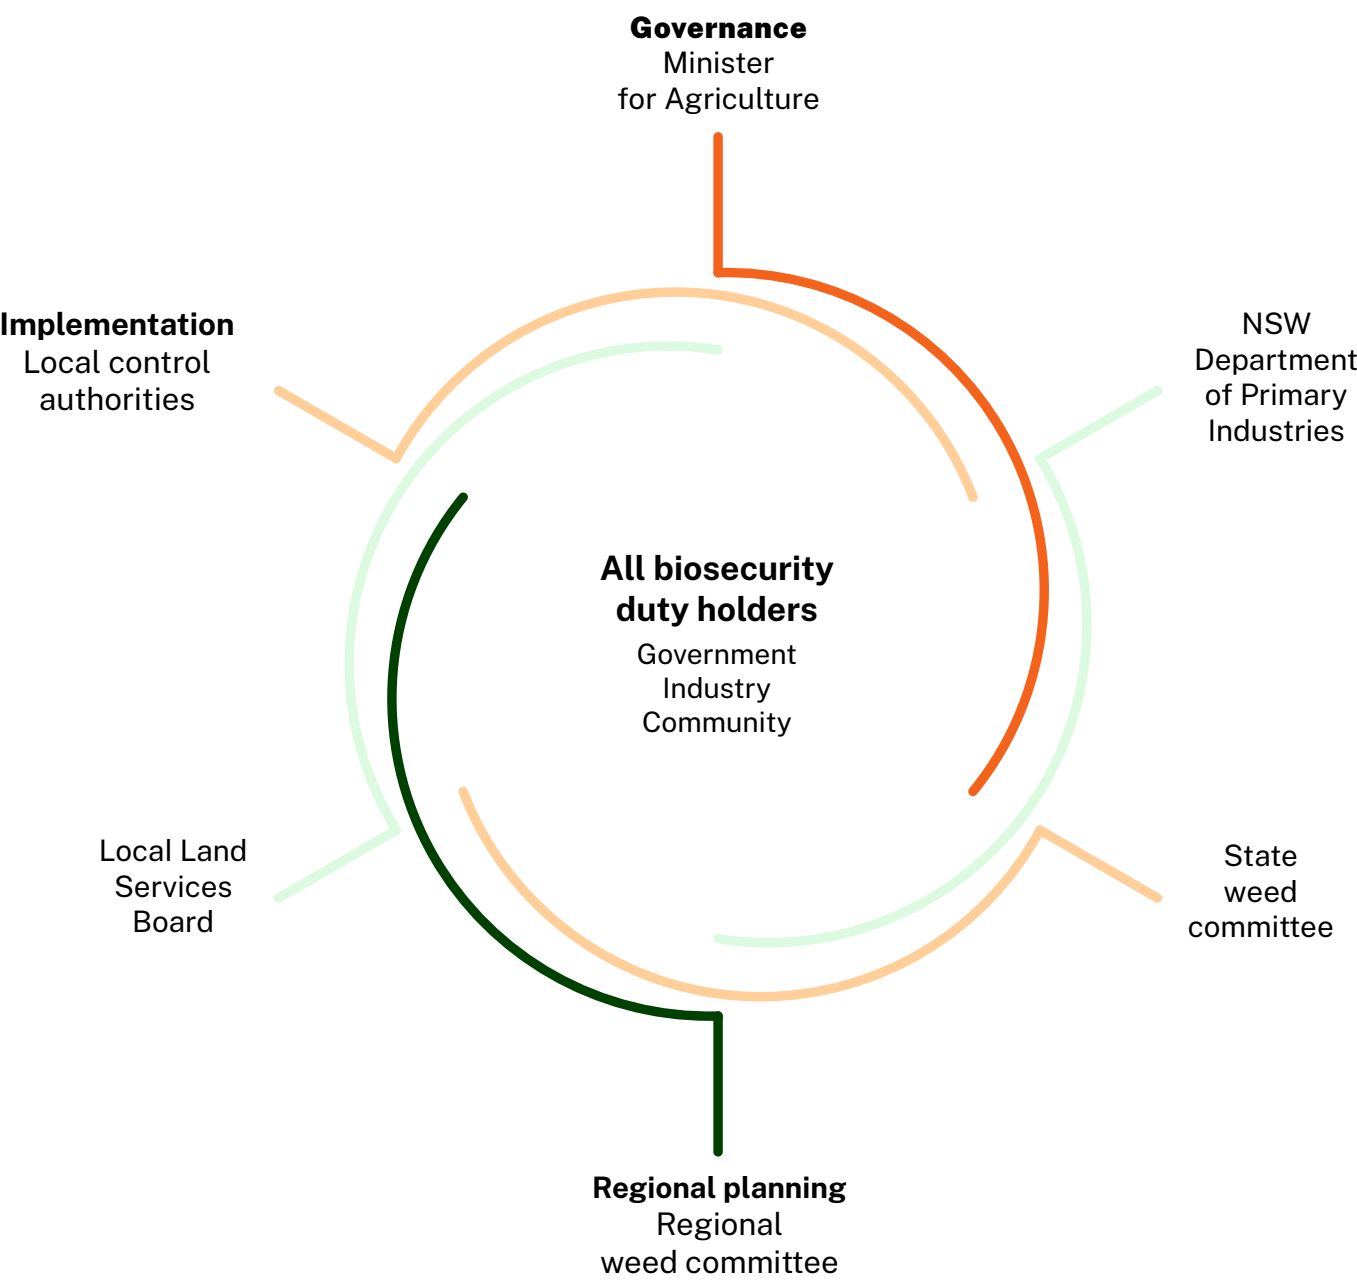 Governance
Minister
for Agriculture
NSW
Department
of Primary
Industries
State
weed
committee
Regional planning
Regional
weed committee
Local Land
Services
Board
Implementation
Local control
authorities
All biosecurity
duty holders
Government
Industry
Community